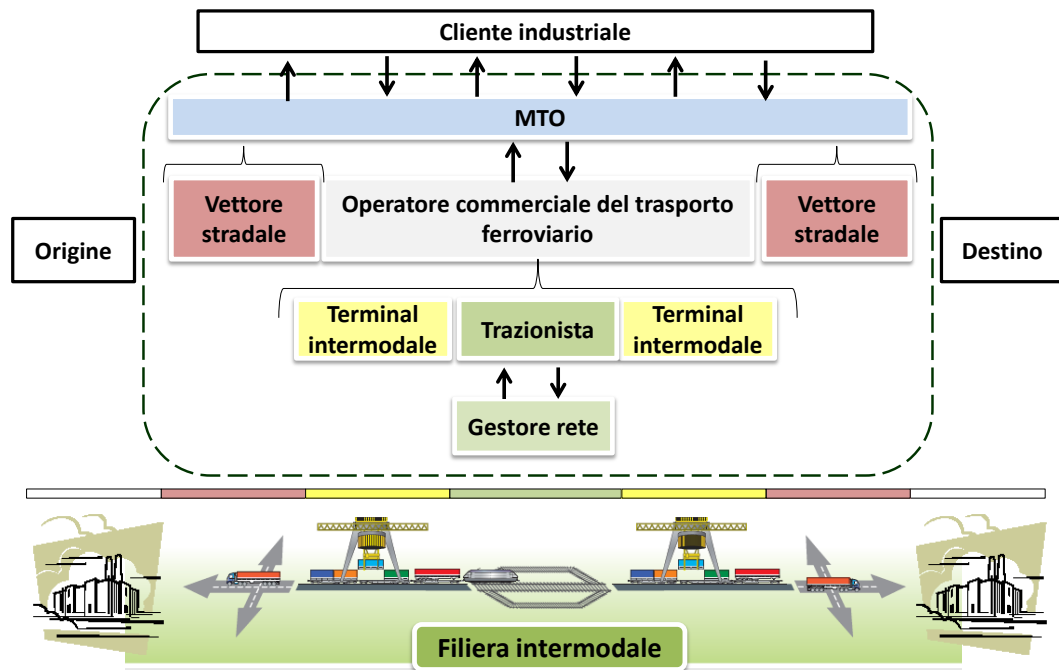 Cliente industriale
MTO
Vettore
stradale
Operatore commerciale del trasporto
ferroviario
Vettore
stradale
Origine
Destino
Terminal
intermodale
Trazionista
Terminal
intermodale
Gestore rete
Filiera intermodale